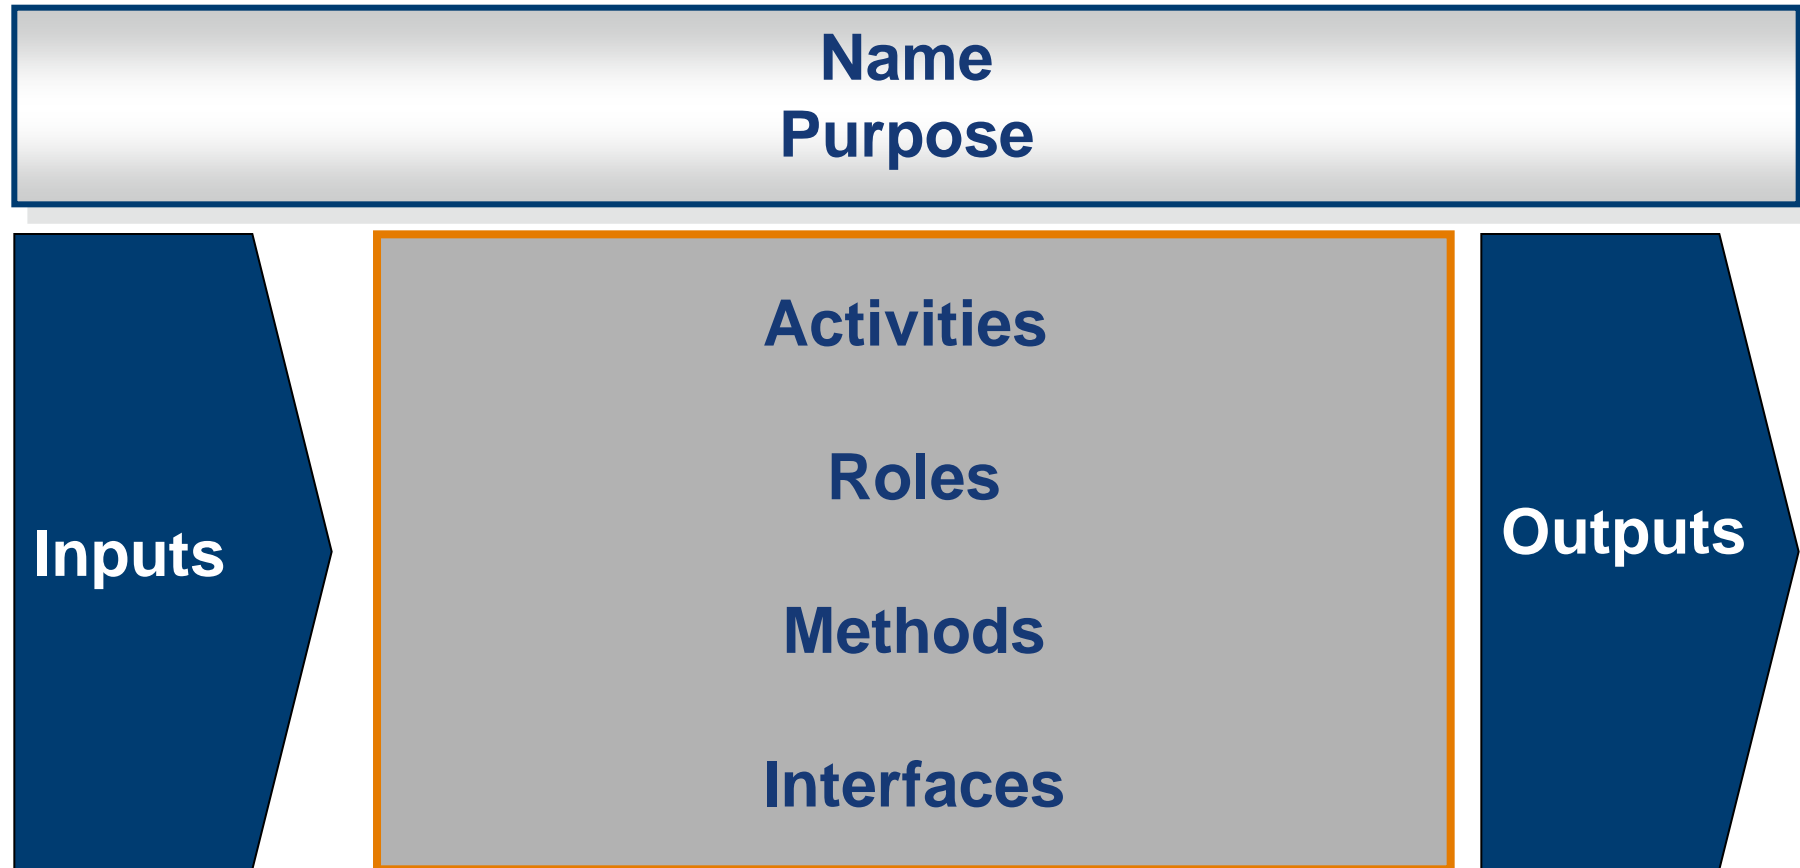 Name
Purpose
Inputs
Activities
Roles
Methods
Interfaces
Outputs